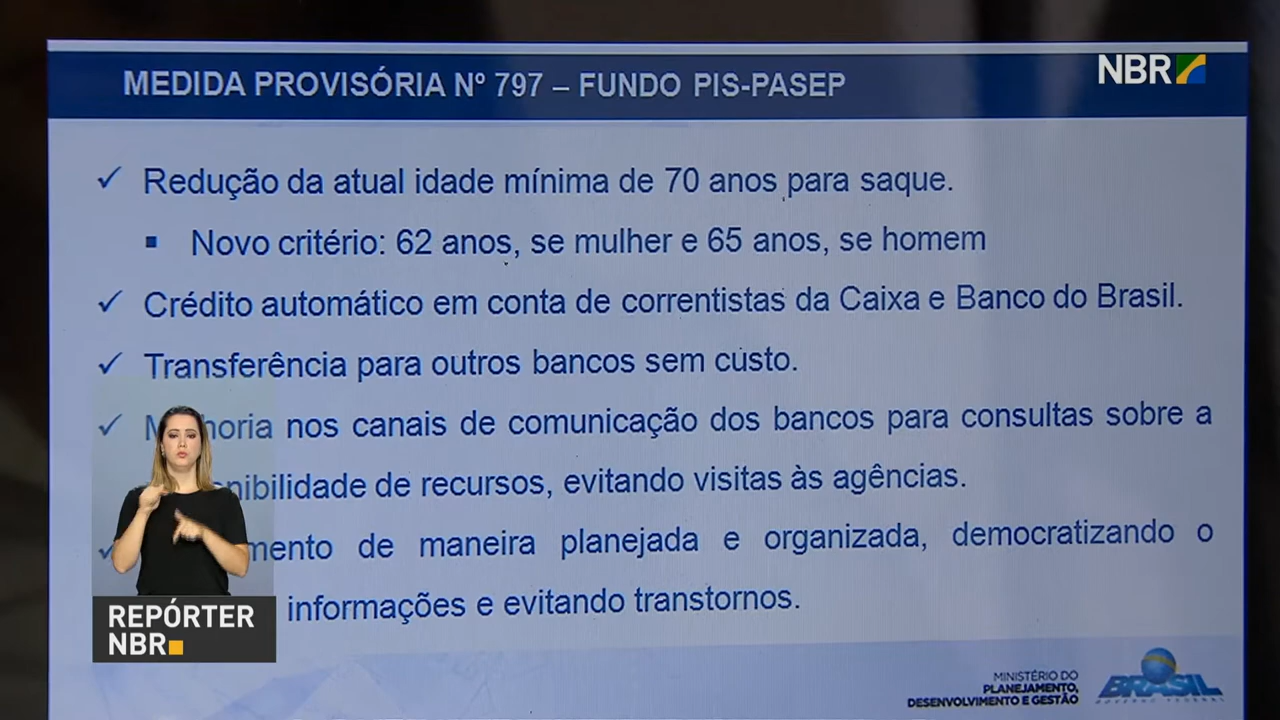 MEDIDA PROVISÓRIA Nº 797 – FUNDO PIS-PASEP
NBR
✓ Redução da atual idade mínima de 70 anos para saque.
▪ Novo critério: 62 anos, se mulher e 65 anos, se homem
✓ Crédito automático em conta de correntistas da Caixa e Banco do Brasil.
✓ Transferência para outros bancos sem custo.
✓ nos canais de comunicação dos bancos para consultas sobre a
de recursos, evitando visitas às agências.
✓ de maneira planejada e organizada, democratizando o
informações e evitando transtornos.
REPÓRTER
NBR
MINISTÉRIO DO
PLANEJAMENTO,
DESENVOLVIMENTO E GESTÃO
BRASIL
GOVERNO FEDERAL